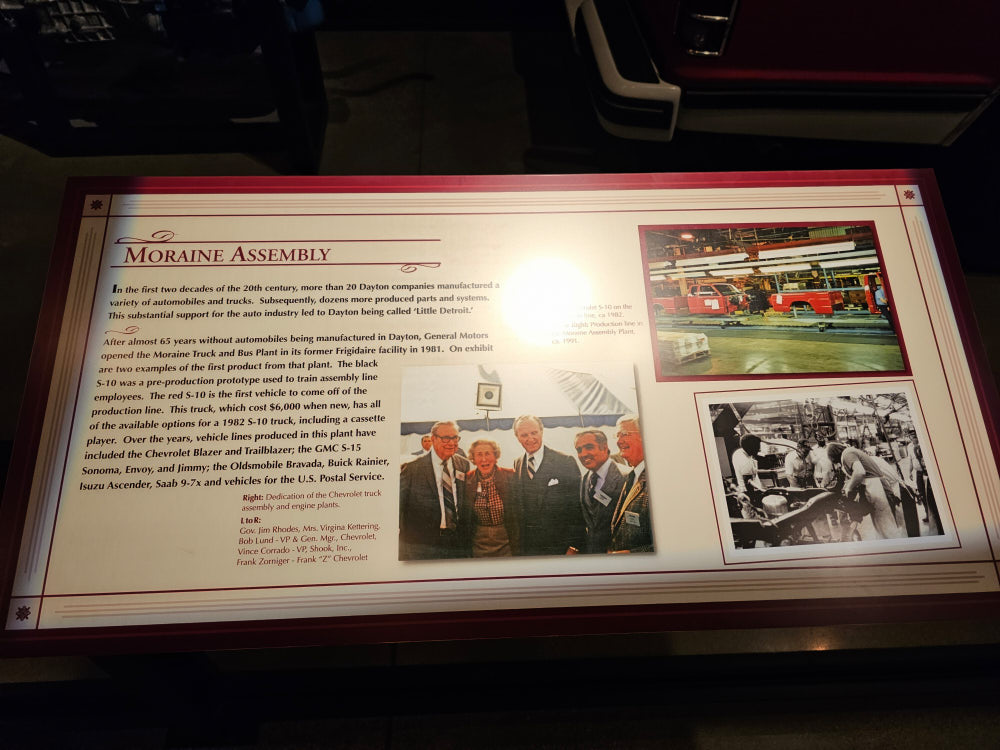 MORAINE ASSEMBLY
In the first two decades of the 20th century, more than 20 Dayton companies manufactured a
variety of automobiles and trucks. Subsequently, dozens more produced parts and systems.
This substantial support for the auto industry led to Dayton being called 'Little Detroit.'
After almost 65 years without automobiles being manufactured in Dayton, General Motors
opened the Moraine Truck and Bus Plant in its former Frigidaire facility in 1981. On exhibit
are two examples of the first product from that plant. The black
S-10 was a pre-production prototype used to train assembly line
employees. The red S-10 is the first vehicle to come off of the
production line. This truck, which cost $6,000 when new, has all
of the available options for a 1982 S-10 truck, including a cassette
player. Over the years, vehicle lines produced in this plant have
included the Chevrolet Blazer and Trailblazer; the GMC S-15
Sonoma, Envoy, and Jimmy; the Oldsmobile Bravada, Buick Rainier,
Isuzu Ascender, Saab 9-7x and vehicles for the U.S. Postal Service.
Right: Dedication of the Chevrolet truck
assembly and engine plants.
L to R:
Gov. Jim Rhodes, Mrs. Virgina Kettering,
Bob Lund - VP & Gen. Mgr., Chevrolet,
Vince Corrado - VP, Shook, Inc.,
Frank Zorniger - Frank "Z" Chevrolet
S-10 on the
line, ca 1982.
Right: Production line in
Moraine Assembly Plant,
ca. 1991.